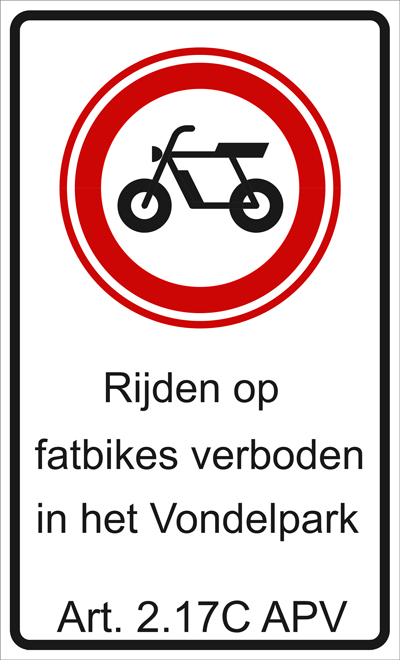 Rijden op
fatbikes verboden
in het Vondelpark
Art. 2.17C APV